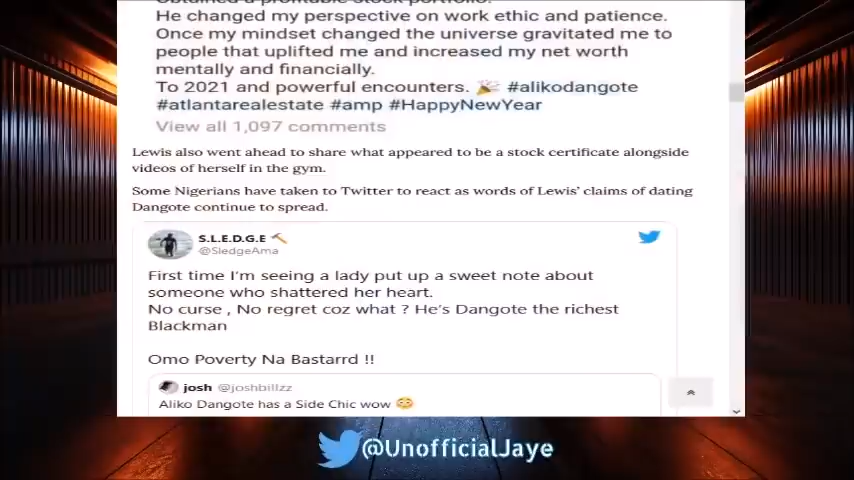 Obtained a profitable stock portfolio.
He changed my perspective on work ethic and patience.
Once my mindset changed the universe gravitated me to
people that uplifted me and increased my net worth
mentally and financially.
To 2021 and powerful encounters. 🎉 #alikodangote
#atlantarealestate #amp #HappyNewYear
View all 1,097 comments
Lewis also went ahead to share what appeared to be a stock certificate alongside
videos of herself in the gym.
Some Nigerians have taken to Twitter to react as words of Lewis' claims of dating
Dangote continue to spread.
S.L.E.D.G.E 🔨
@SledgeAma
First time I'm seeing a lady put up a sweet note about
someone who shattered her heart.
No curse , No regret coz what ? He's Dangote the richest
Blackman
Omo Poverty Na Bastarrd !!
josh @joshbillzz
Aliko Dangote has a Side Chic wow 😳
@UnofficialJaye